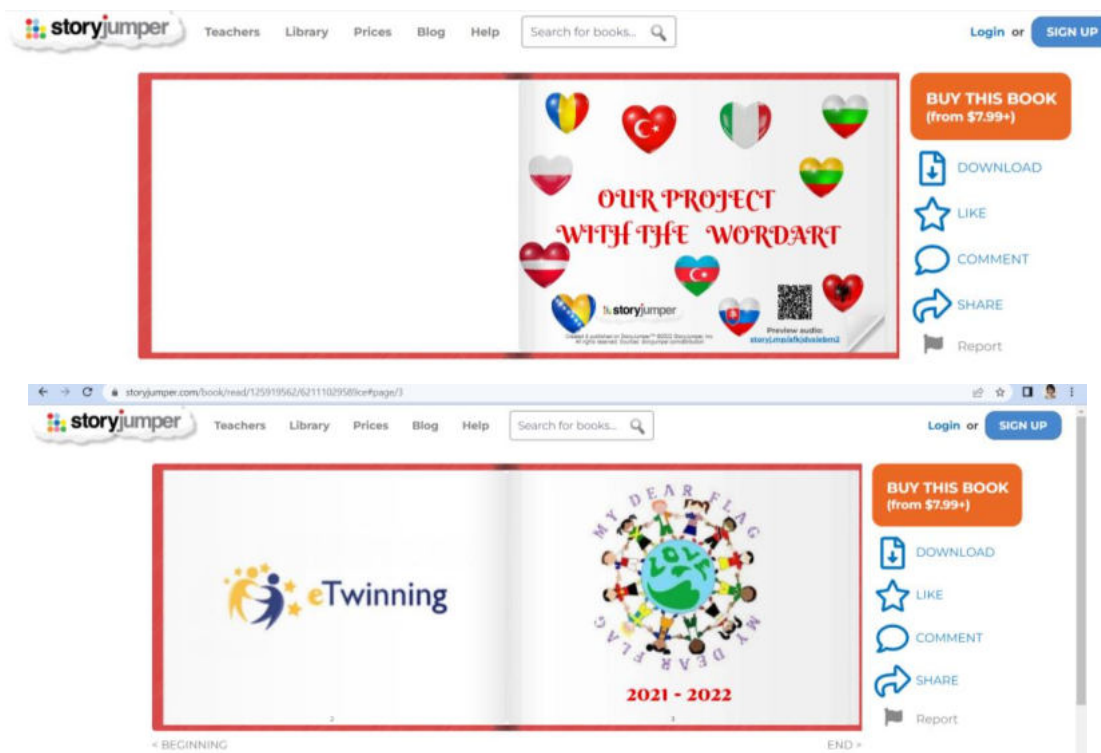 storyjumper
Teachers Library Prices Blog Help Search for books... Login or SIGN UP
BUY THIS BOOK
(from $7.99+)
DOWNLOAD
LIKE
COMMENT
SHARE
Report
OUR PROJECT
WITH THE WORDART
storyjumper
Preview audio:
storyjumper.com/book/read/125919562/62111029589ce#page/3
storyjumper
Teachers Library Prices Blog Help Search for books... Login or SIGN UP
eTwinning
MY DEAR FLAG
LOVE
MY DEAR FLAG
2021 - 2022
2
3
BUY THIS BOOK
(from $7.99+)
DOWNLOAD
LIKE
COMMENT
SHARE
Report
< BEGINNING
END >